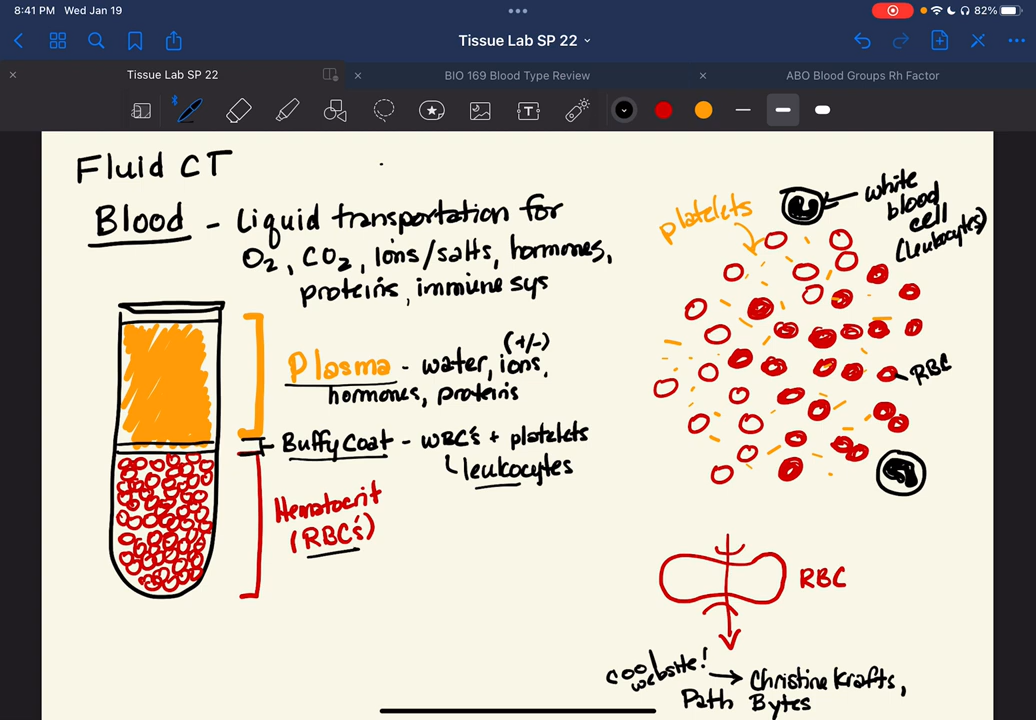 8:41 PM Wed Jan 19
82%
Tissue Lab SP 22
Tissue Lab SP 22
BIO 169 Blood Type Review
ABO Blood Groups Rh Factor
Fluid CT
Blood - Liquid transportation for
O2, CO2, ions/salts, hormones,
proteins, immune sys
Plasma - water, ions, (+/-)
hormones, proteins
Buffy Coat - WBC's + platelets
leukocytes
Hematocrit
(RBC's)
platelets
white
blood
cell
(leukocytes)
RBC
RBC
cool website! → Christine Krafts,
Path Bytes